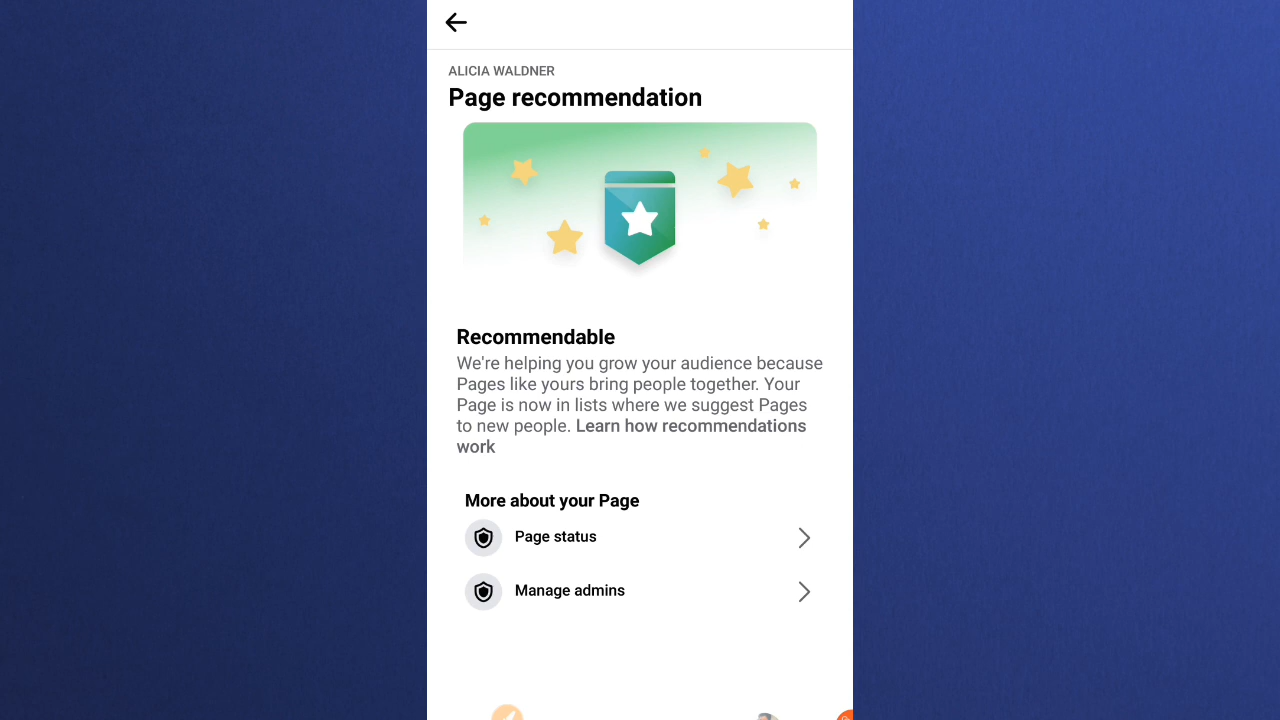 ALICIA WALDNER
Page recommendation
Recommendable
We're helping you grow your audience because
Pages like yours bring people together. Your
Page is now in lists where we suggest Pages
to new people. Learn how recommendations
work
More about your Page
Page status
Manage admins